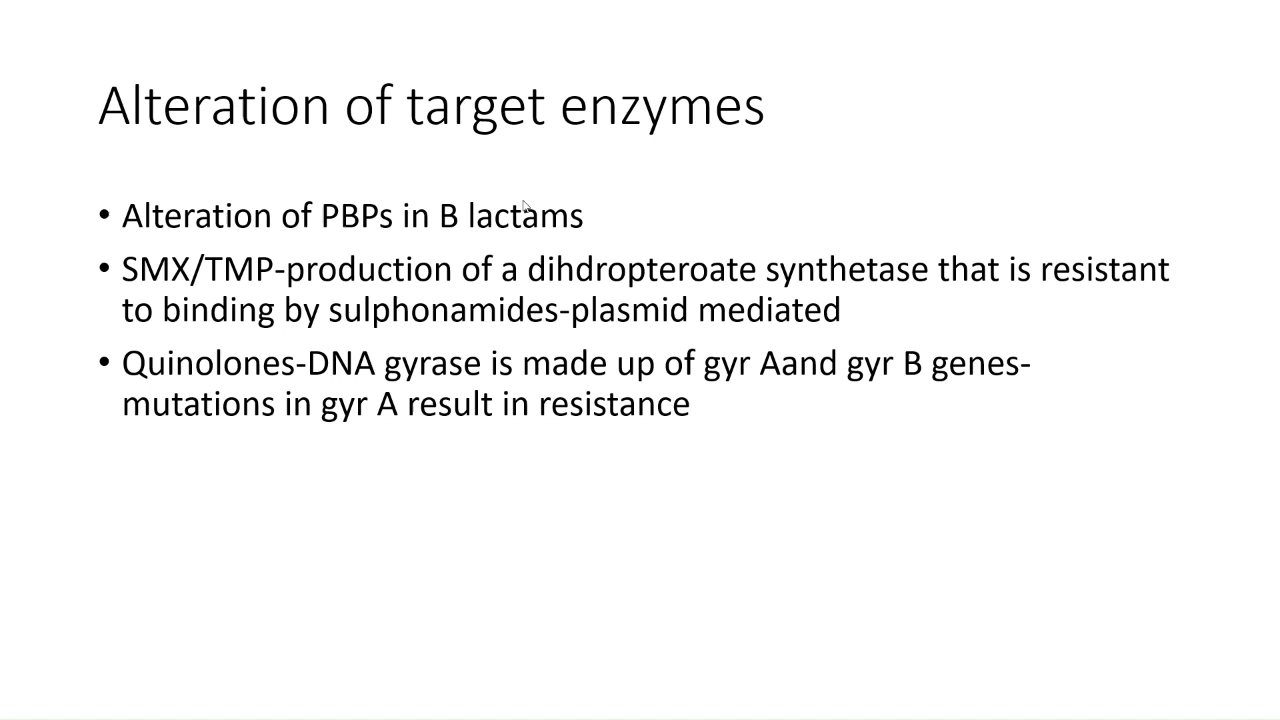 Alteration of target enzymes
• Alteration of PBPs in B lactams
• SMX/TMP-production of a dihdropteroate synthetase that is resistant
to binding by sulphonamides-plasmid mediated
• Quinolones-DNA gyrase is made up of gyr Aand gyr B genes-
mutations in gyr A result in resistance